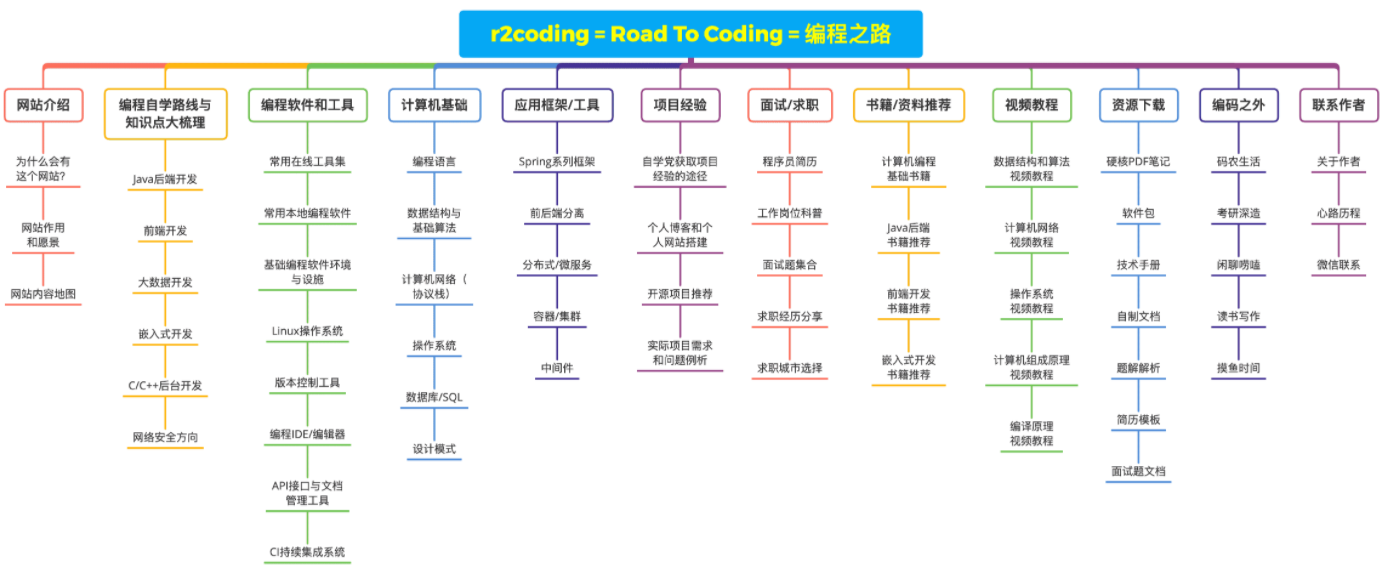 r2coding = Road To Coding = 编程之路
网站介绍
为什么会有
这个网站?
网站作用
和愿景
网站内容地图
编程自学路线与
知识点大梳理
Java后端开发
前端开发
大数据开发
嵌入式开发
C/C++后台开发
网络安全方向
编程软件和工具
常用在线工具集
常用本地编程软件
基础编程软件环境
与设施
Linux操作系统
版本控制工具
编程IDE/编辑器
API接口与文档
管理工具
CI持续集成系统
计算机基础
编程语言
数据结构与
基础算法
计算机网络（
协议栈）
操作系统
数据库/SQL
设计模式
应用框架/工具
Spring系列框架
前后端分离
分布式/微服务
容器/集群
中间件
项目经验
自学党获取项目
经验的途径
个人博客和个
人网站搭建
开源项目推荐
实际项目需求
和问题例析
面试/求职
程序员简历
工作岗位科普
面试题集合
求职经历分享
求职城市选择
书籍/资料推荐
计算机编程
基础书籍
Java后端
书籍推荐
前端开发
书籍推荐
嵌入式开发
书籍推荐
视频教程
数据结构和算法
视频教程
计算机网络
视频教程
操作系统
视频教程
计算机组成原理
视频教程
编译原理
视频教程
资源下载
硬核PDF笔记
软件包
技术手册
自制文档
题解解析
简历模板
面试题文档
编码之外
码农生活
考研深造
闲聊唠嗑
读书写作
摸鱼时间
联系作者
关于作者
心路历程
微信联系